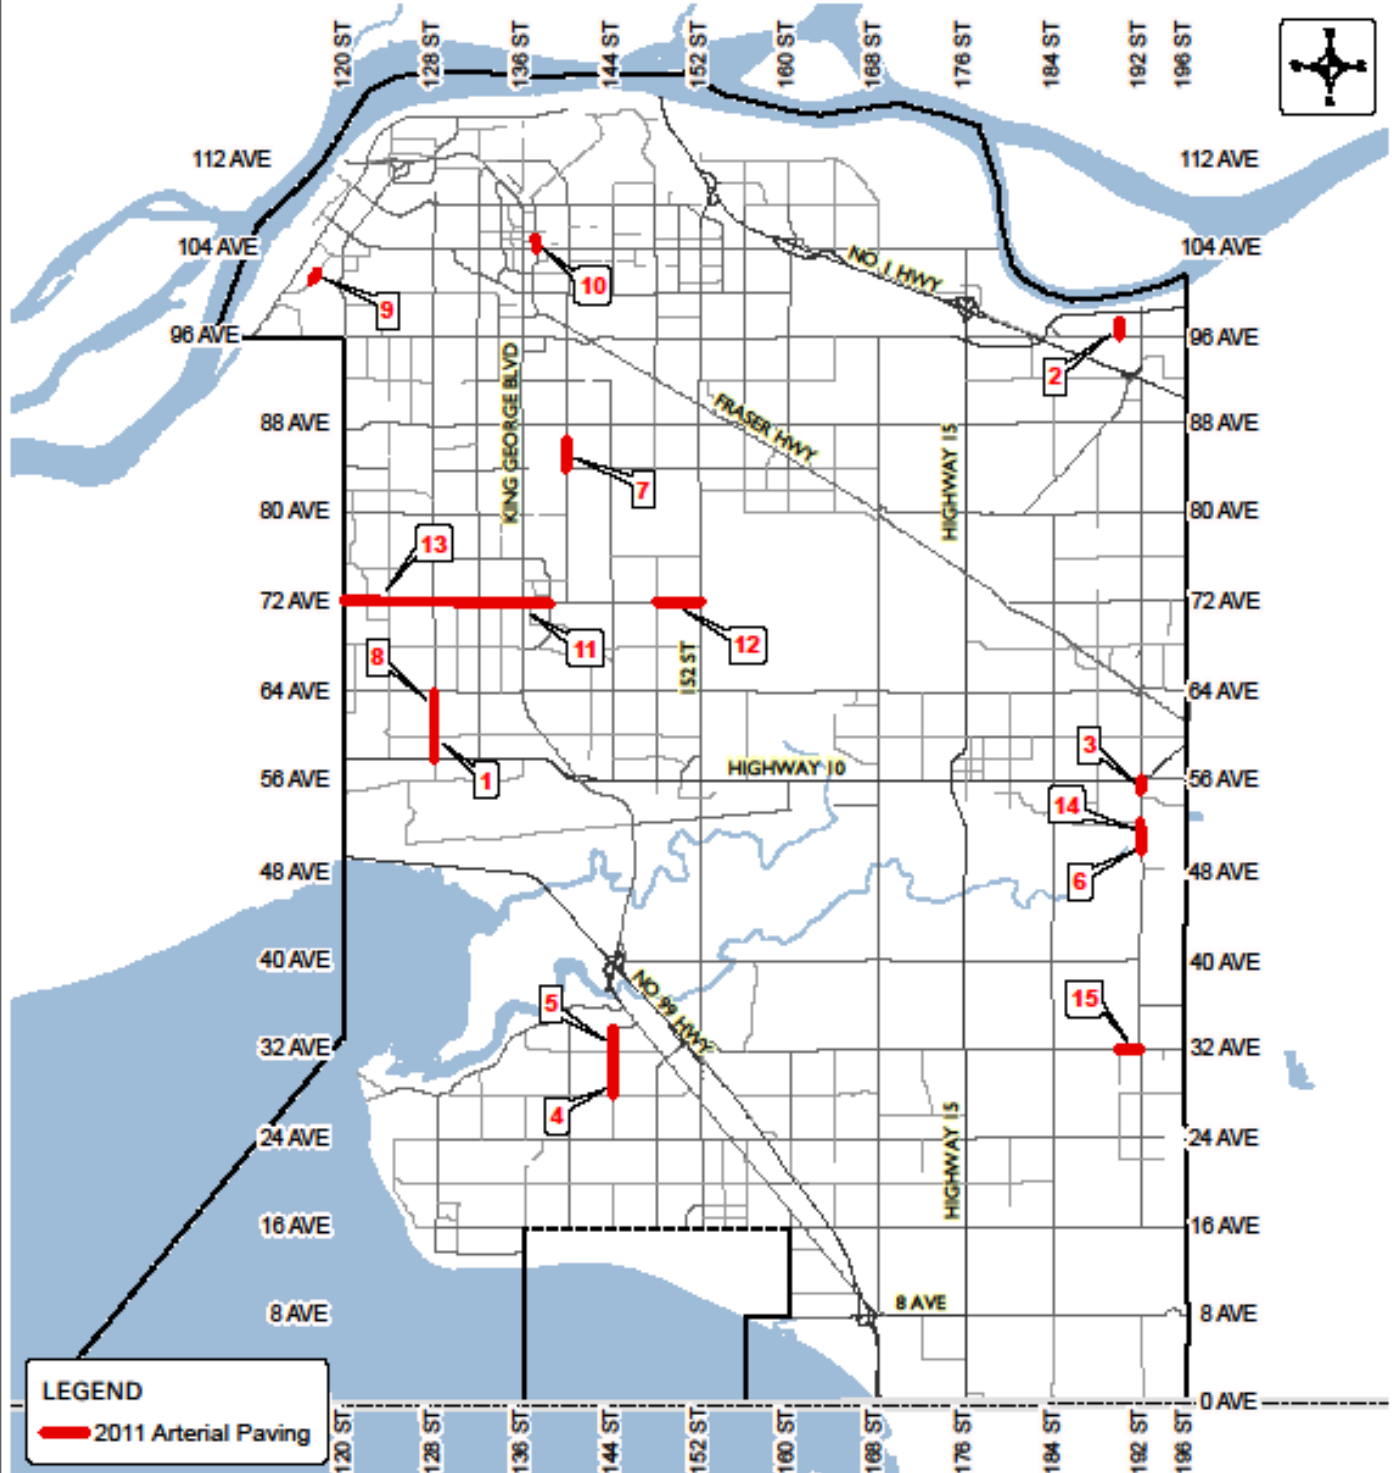 120 ST
128 ST
136 ST
144 ST
152 ST
160 ST
168 ST
176 ST
184 ST
192 ST
196 ST
112 AVE
112 AVE
104 AVE
104 AVE
NO 1 HWY
10
9
96 AVE
96 AVE
2
KING GEORGE BLVD
FRASER HWY
88 AVE
88 AVE
HIGHWAY 15
7
80 AVE
80 AVE
13
72 AVE
72 AVE
11
12
8
152 ST
64 AVE
64 AVE
3
HIGHWAY 10
56 AVE
56 AVE
1
14
48 AVE
48 AVE
6
40 AVE
40 AVE
NO 99 HWY
5
15
32 AVE
32 AVE
4
24 AVE
24 AVE
HIGHWAY 15
16 AVE
16 AVE
8 AVE
8 AVE
8 AVE
LEGEND
2011 Arterial Paving
0 AVE
120 ST
128 ST
136 ST
144 ST
152 ST
160 ST
168 ST
176 ST
184 ST
192 ST
196 ST